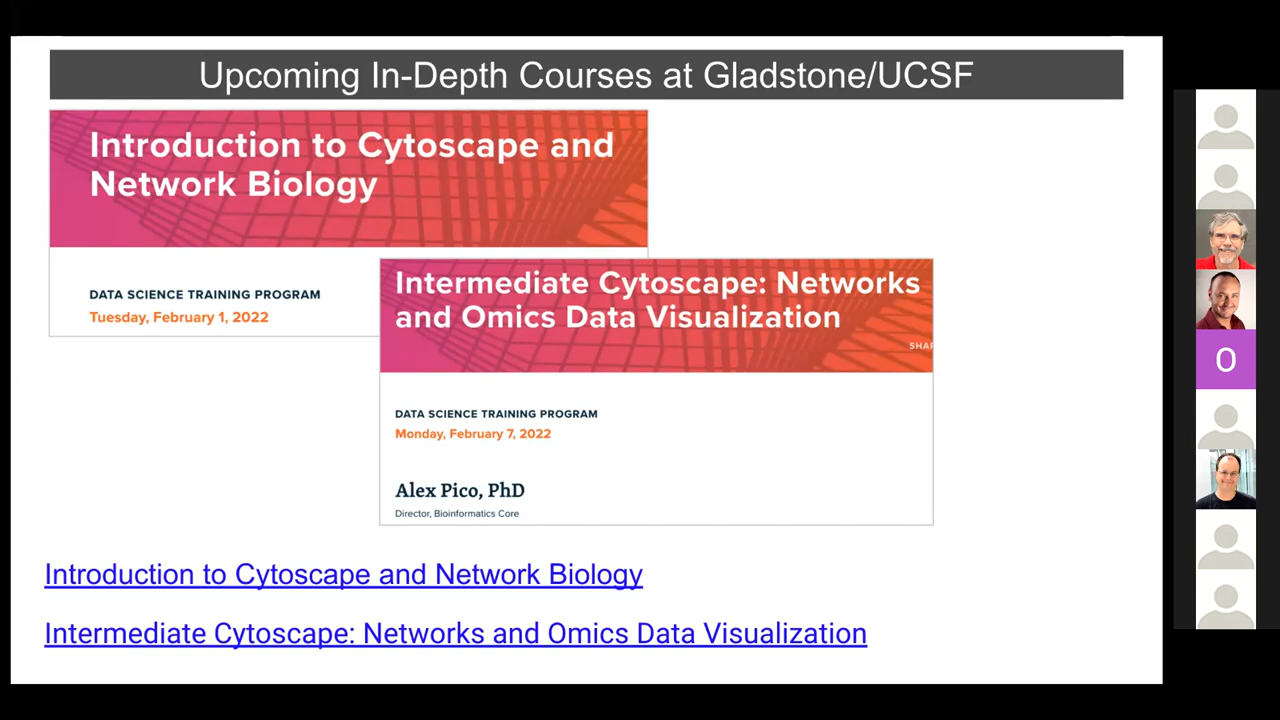 Upcoming In-Depth Courses at Gladstone/UCSF
Introduction to Cytoscape and
Network Biology
DATA SCIENCE TRAINING PROGRAM
Tuesday, February 1, 2022
Intermediate Cytoscape: Networks
and Omics Data Visualization
SHAR
DATA SCIENCE TRAINING PROGRAM
Monday, February 7, 2022
Alex Pico, PhD
Director, Bioinformatics Core
Introduction to Cytoscape and Network Biology
Intermediate Cytoscape: Networks and Omics Data Visualization
O